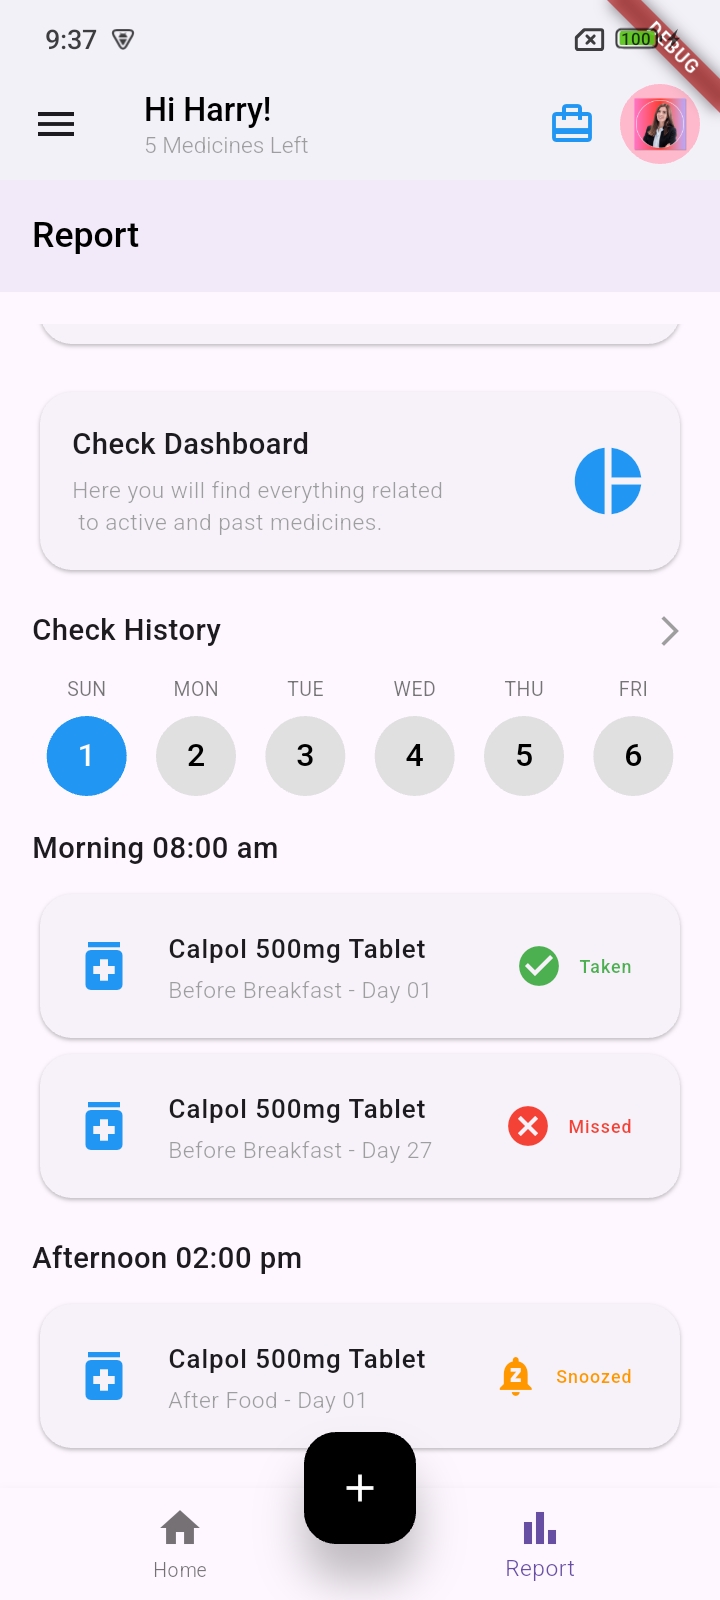 9:37
100
DEBUG
Hi Harry!
5 Medicines Left
Report
Check Dashboard
Here you will find everything related
to active and past medicines.
Check History
SUN MON TUE WED THU FRI
1 2 3 4 5 6
Morning 08:00 am
Calpol 500mg Tablet
Before Breakfast - Day 01
Taken
Calpol 500mg Tablet
Before Breakfast - Day 27
Missed
Afternoon 02:00 pm
Calpol 500mg Tablet
After Food - Day 01
Z
Snoozed
+
Home
Report